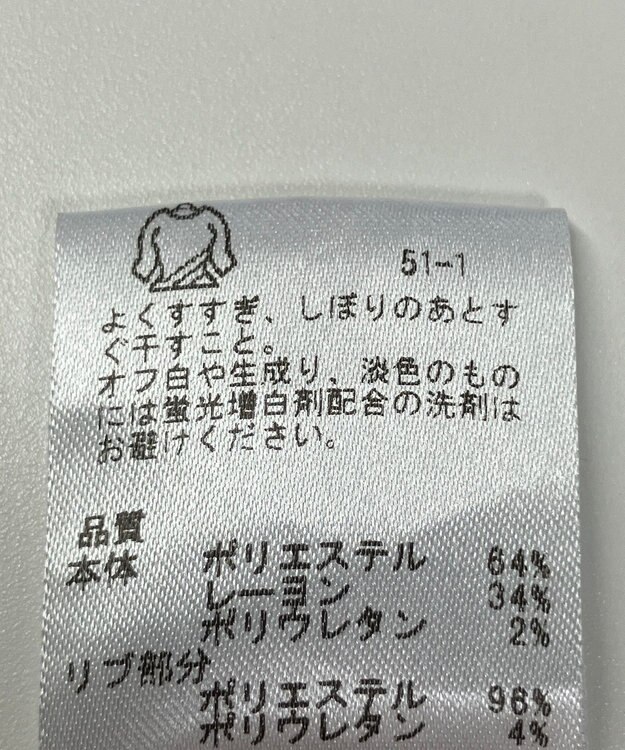 51-1
よくすすぎ、しぼりのあとす
ぐ干すこと。
オフ白や生成り、淡色のもの
には蛍光増白剤配合の洗剤は
お避けください。
品質
本体 ポリエステル 64%
レーヨン 34%
ポリウレタン 2%
リブ部分
ポリエステル 96%
ポリウレタン 4%